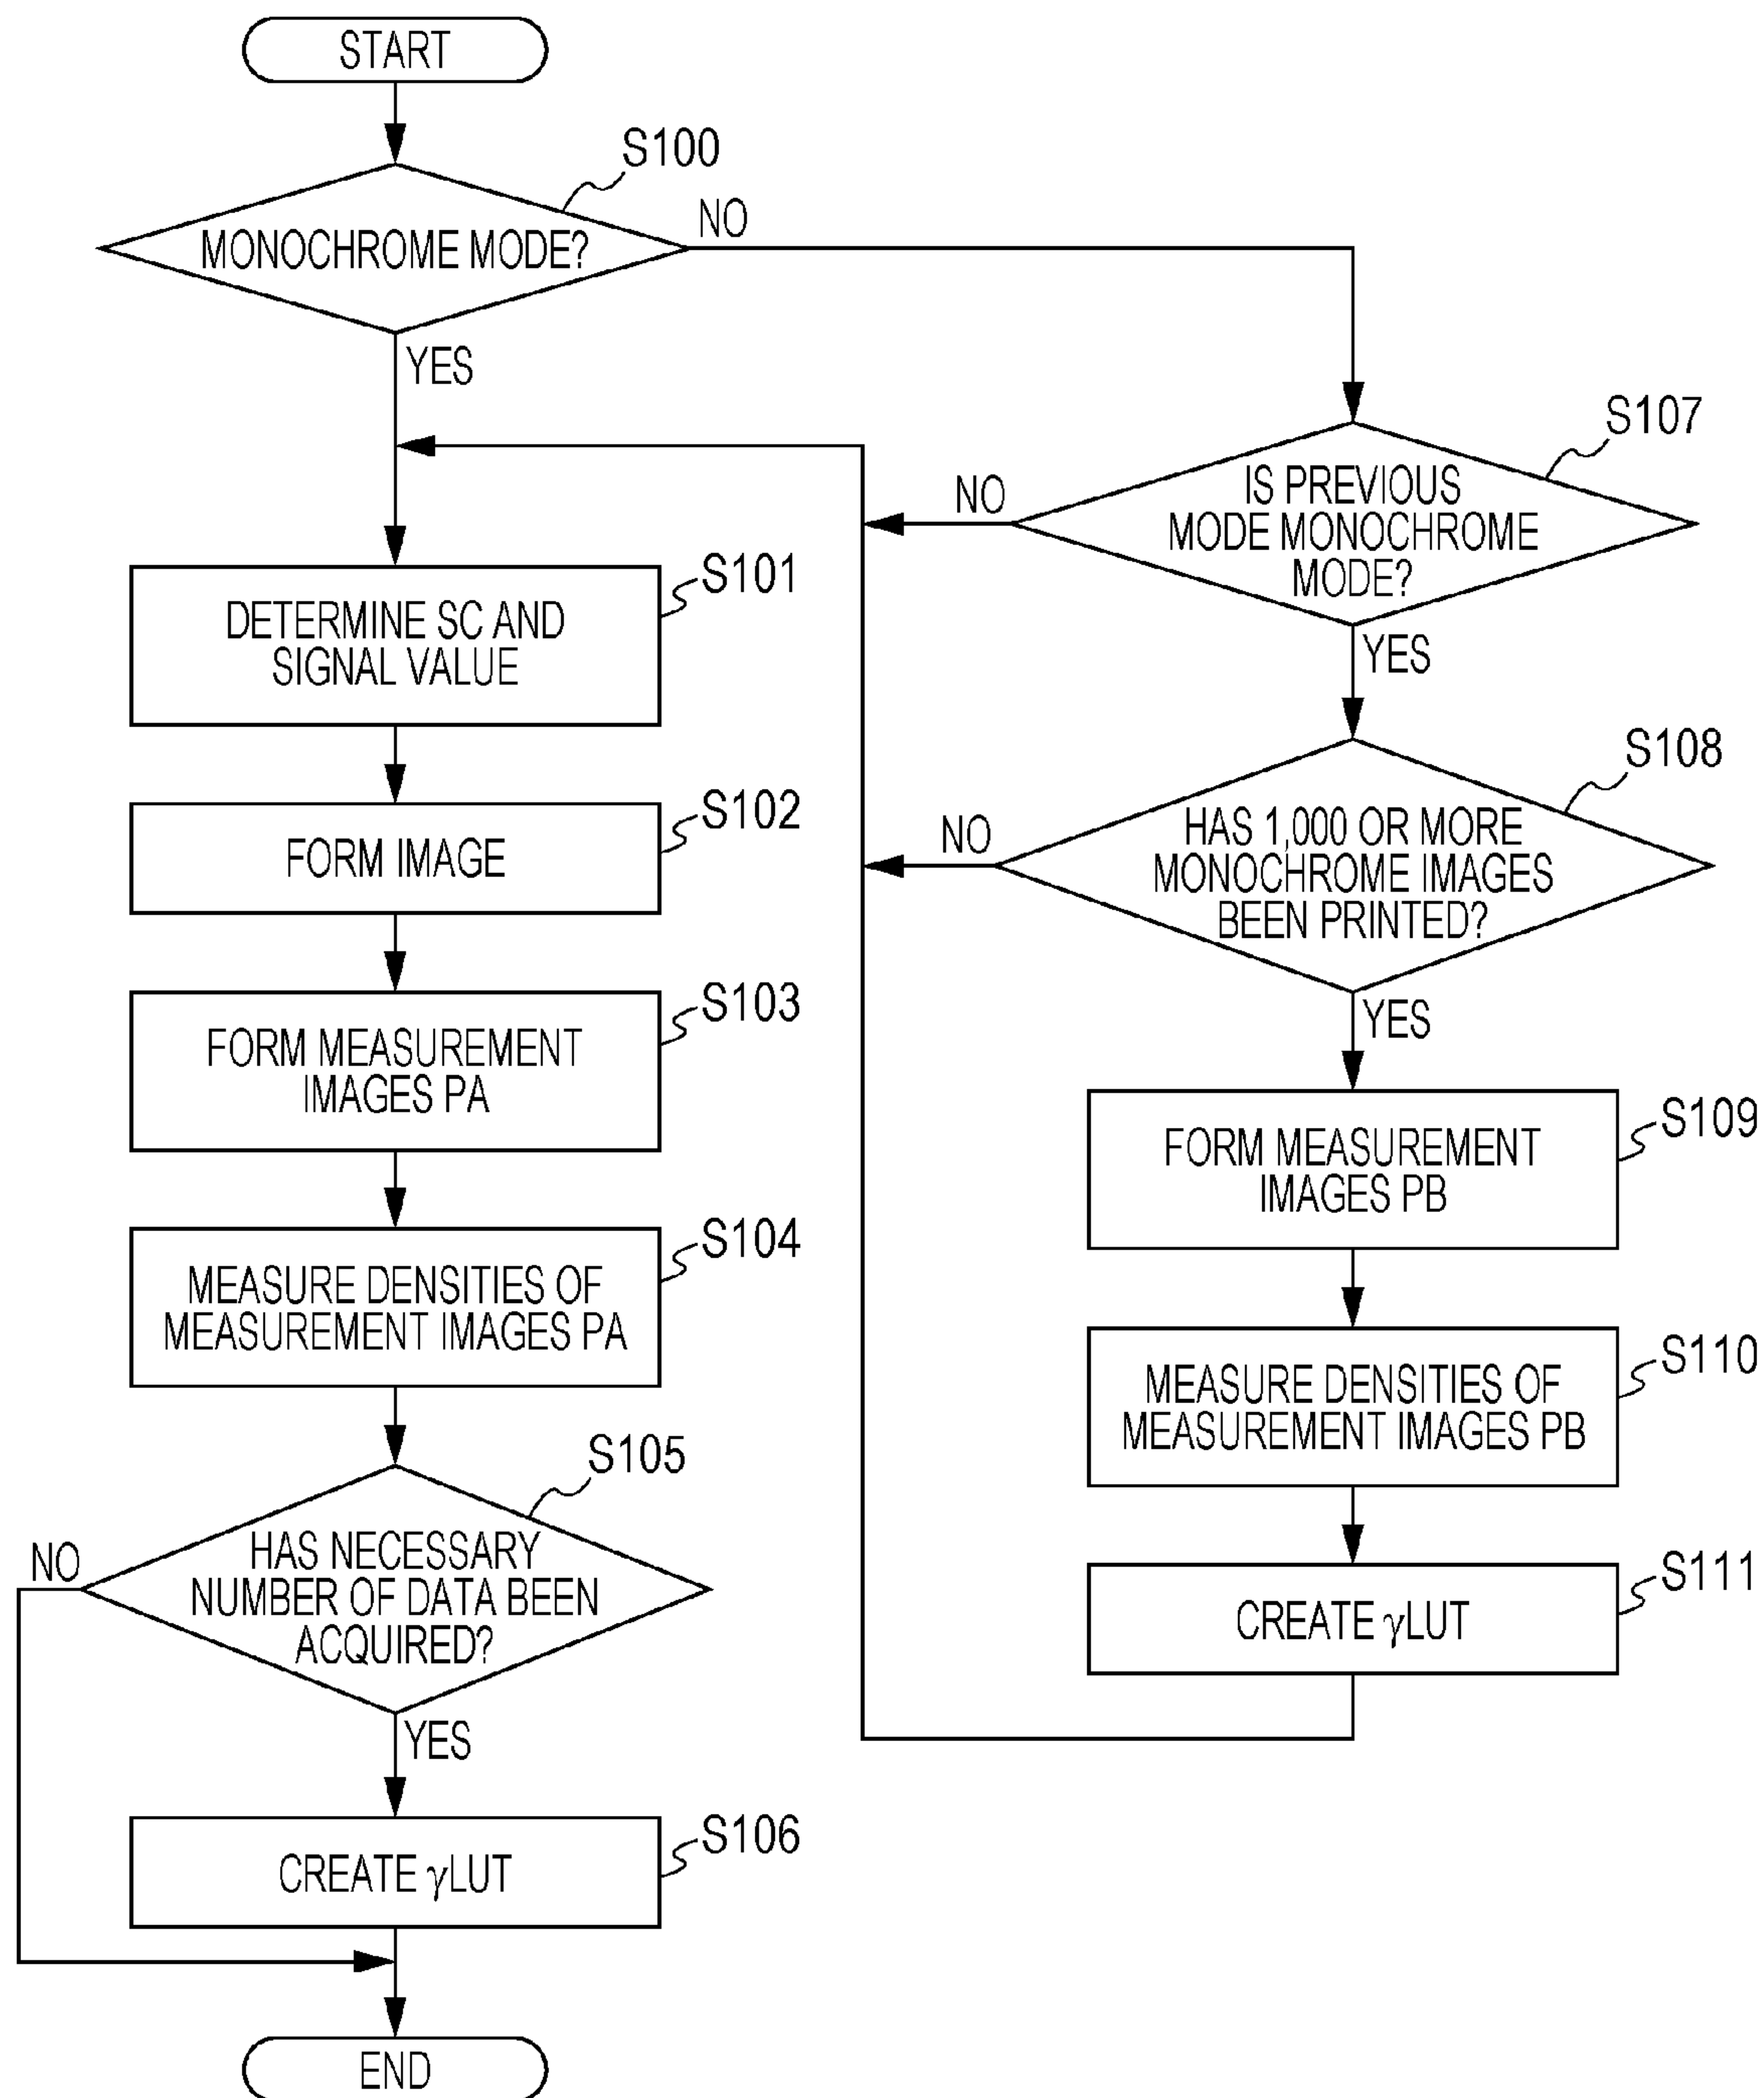 START
S100
MONOCHROME MODE?
NO
YES
S101
DETERMINE SC AND
SIGNAL VALUE
S102
FORM IMAGE
S103
FORM MEASUREMENT
IMAGES PA
S104
MEASURE DENSITIES OF
MEASUREMENT IMAGES PA
S105
HAS NECESSARY
NUMBER OF DATA BEEN
ACQUIRED?
NO
YES
S106
CREATE γLUT
END
S107
IS PREVIOUS
MODE MONOCHROME
MODE?
NO
YES
S108
HAS 1,000 OR MORE
MONOCHROME IMAGES
BEEN PRINTED?
NO
YES
S109
FORM MEASUREMENT
IMAGES PB
S110
MEASURE DENSITIES OF
MEASUREMENT IMAGES PB
S111
CREATE γLUT